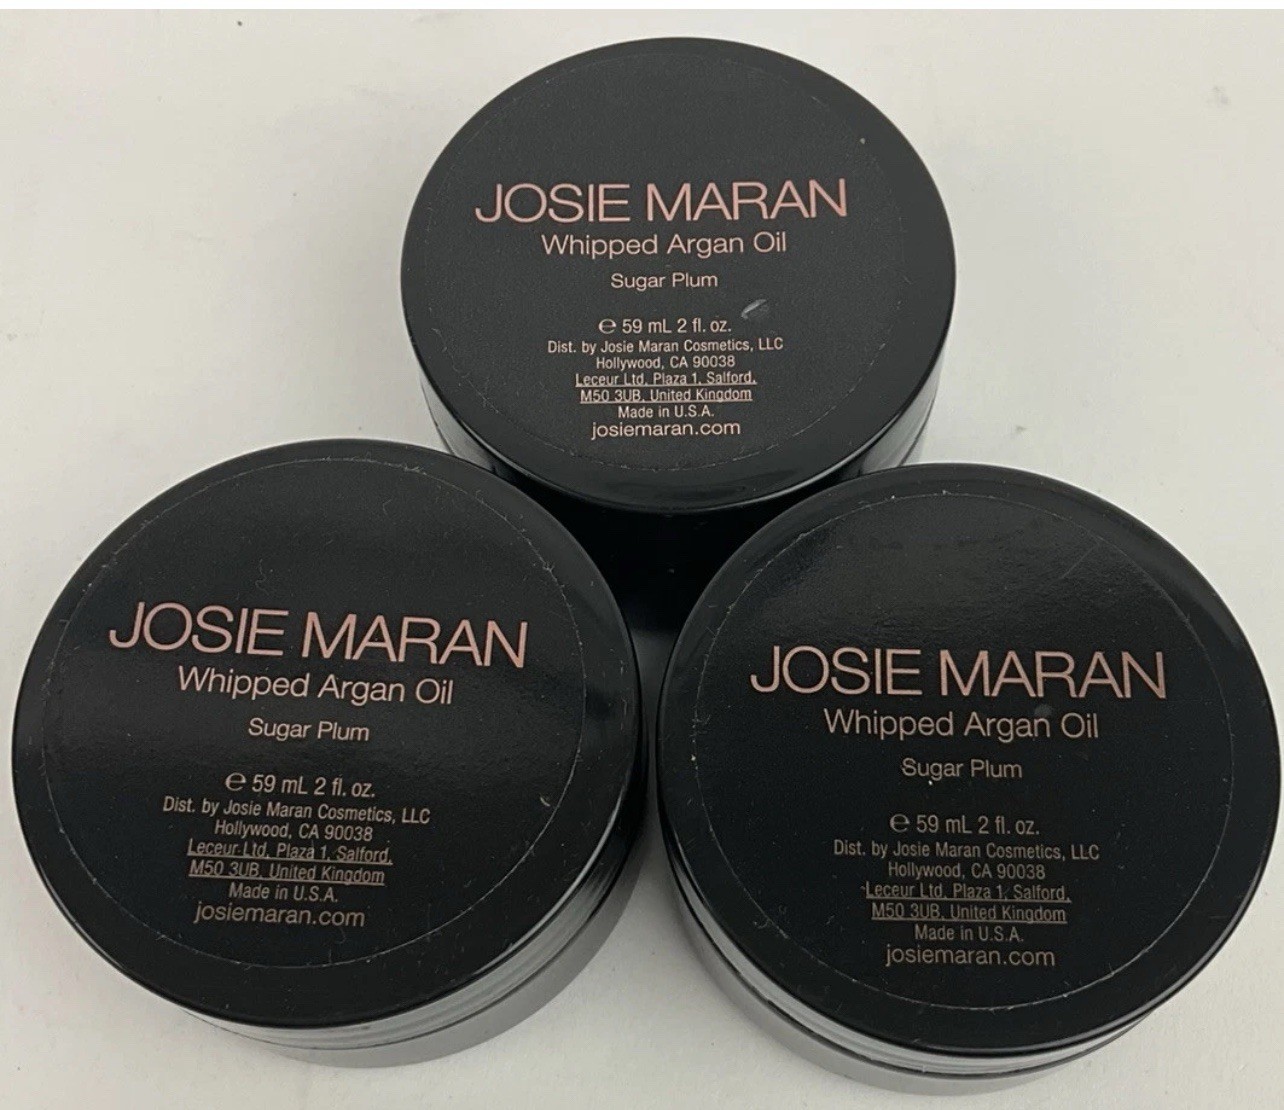 JOSIE MARAN
Whipped Argan Oil
Sugar Plum
℮ 59 mL 2 fl. oz.
Dist. by Josie Maran Cosmetics, LLC
Hollywood, CA 90038
Leceur Ltd, Plaza 1, Salford,
M50 3UB, United Kingdom
Made in U.S.A.
josiemaran.com
JOSIE MARAN
Whipped Argan Oil
Sugar Plum
℮ 59 mL 2 fl. oz.
Dist. by Josie Maran Cosmetics, LLC
Hollywood, CA 90038
Leceur Ltd, Plaza 1, Salford,
M50 3UB, United Kingdom
Made in U.S.A.
josiemaran.com
JOSIE MARAN
Whipped Argan Oil
Sugar Plum
℮ 59 mL 2 fl. oz.
Dist. by Josie Maran Cosmetics, LLC
Hollywood, CA 90038
Leceur Ltd, Plaza 1, Salford,
M50 3UB, United Kingdom
Made in U.S.A.
josiemaran.com